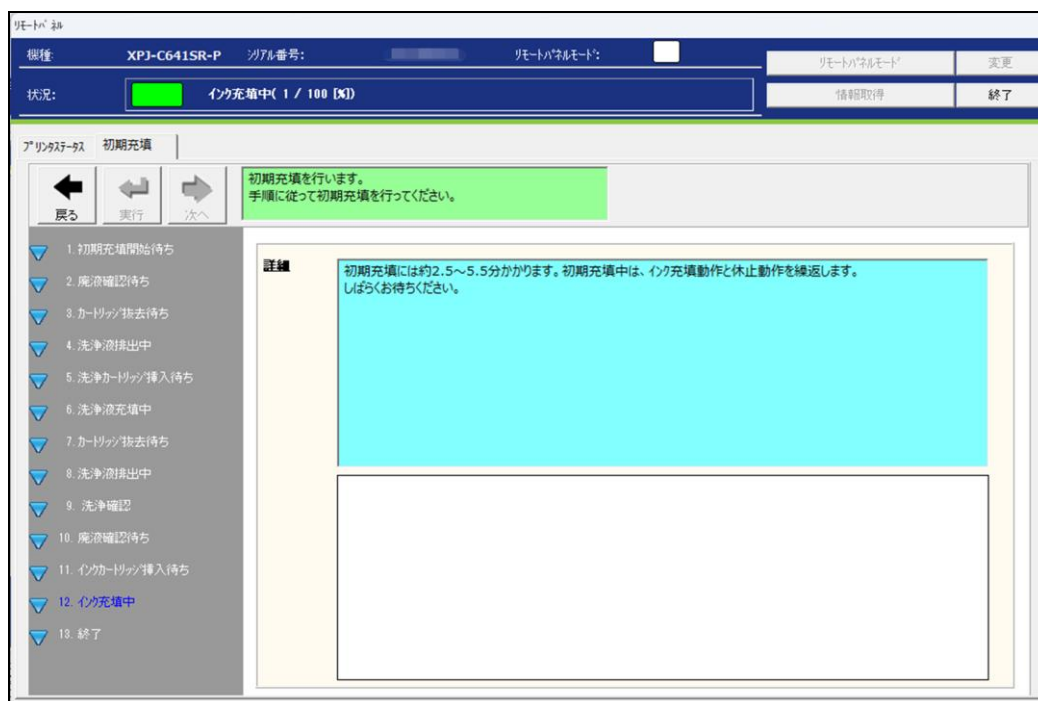 ﾘﾓｰﾄﾊﾟﾈﾙ
機種: XPJ-C641SR-P ｼﾘｱﾙ番号: ﾘﾓｰﾄﾊﾟﾈﾙﾓｰﾄﾞ: ﾘﾓｰﾄﾊﾟﾈﾙﾓｰﾄﾞ 変更
状況: ｲﾝｸ充填中( 1 / 100 [%]) 情報取得 終了
ﾌﾟﾘﾝﾀｽﾃｰﾀｽ 初期充填
戻る 実行 次へ
初期充填を行います。
手順に従って初期充填を行ってください。
1. 初期充填開始待ち
2. 廃液確認待ち
3. ｶｰﾄﾘｯｼﾞ抜去待ち
4. 洗浄液排出中
5. 洗浄ｶｰﾄﾘｯｼﾞ挿入待ち
6. 洗浄液充填中
7. ｶｰﾄﾘｯｼﾞ抜去待ち
8. 洗浄液排出中
9. 洗浄確認
10. 廃液確認待ち
11. ｲﾝｸｶｰﾄﾘｯｼﾞ挿入待ち
12. ｲﾝｸ充填中
13. 終了
詳細
初期充填には約2.5～5.5分かかります。初期充填中は、ｲﾝｸ充填動作と休止動作を繰返します。
しばらくお待ちください。